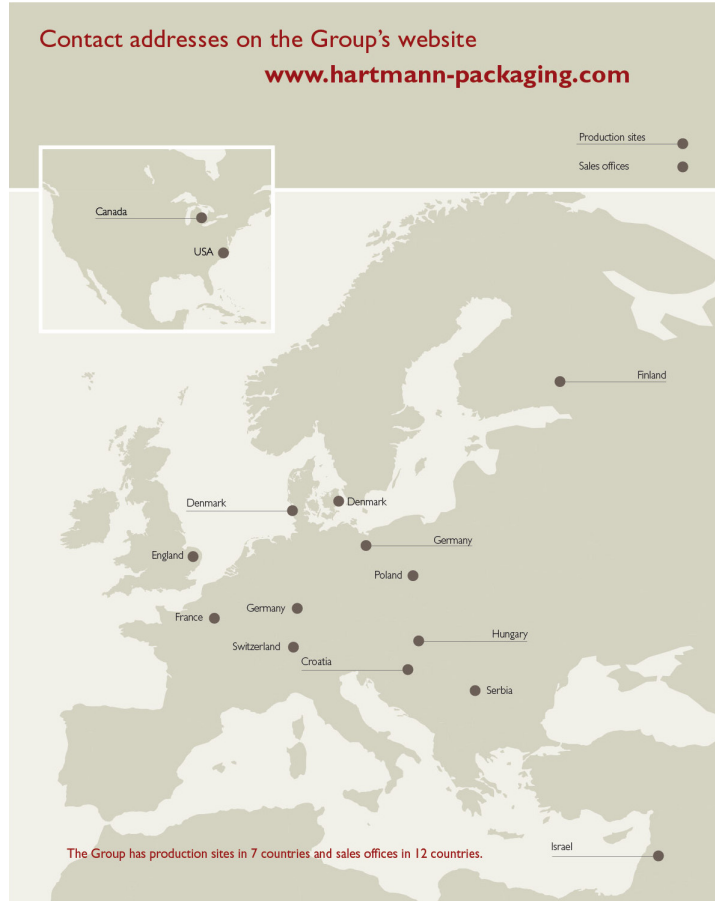 Contact addresses on the Group's website
www.hartmann-packaging.com
Production sites
Sales offices
Canada
USA
Finland
Denmark
Denmark
Germany
England
Poland
Germany
France
Hungary
Switzerland
Croatia
Serbia
Israel
The Group has production sites in 7 countries and sales offices in 12 countries.